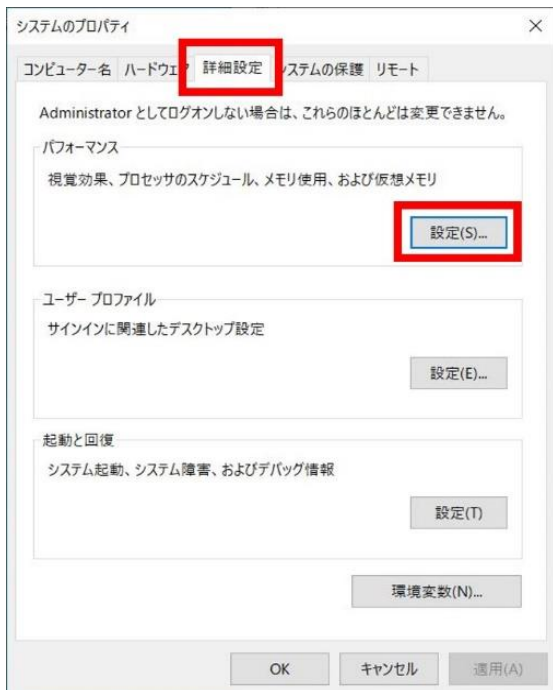 システムのプロパティ
コンピューター名 ハードウェア 詳細設定 システムの保護 リモート
Administrator としてログオンしない場合は、これらのほとんどは変更できません。
パフォーマンス
視覚効果、プロセッサのスケジュール、メモリ使用、および仮想メモリ
設定(S)...
ユーザー プロファイル
サインインに関連したデスクトップ設定
設定(E)...
起動と回復
システム起動、システム障害、およびデバッグ情報
設定(T)
環境変数(N)...
OK キャンセル 適用(A)